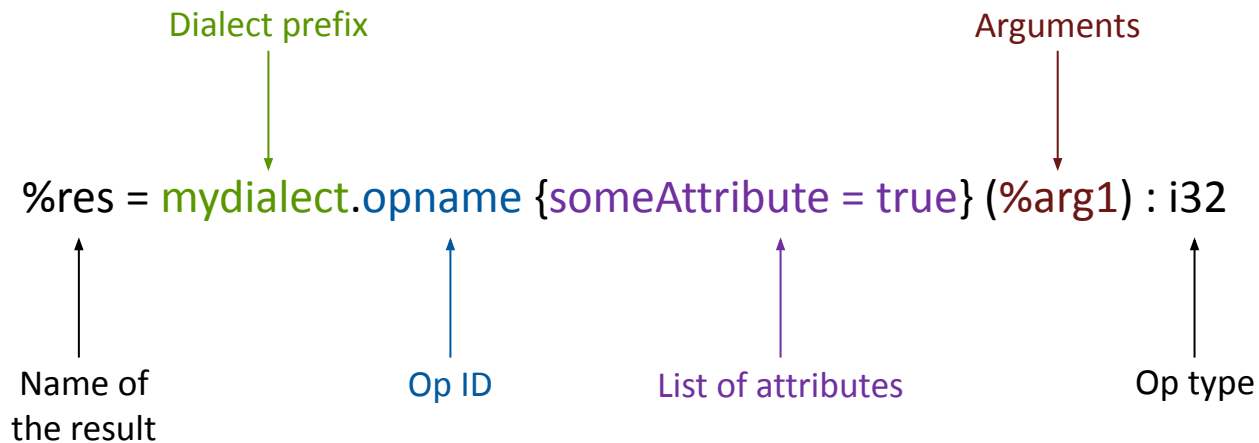 Dialect prefix
Arguments
%res = mydialect.opname {someAttribute = true} (%arg1) : i32
Name of
the result
Op ID
List of attributes
Op type